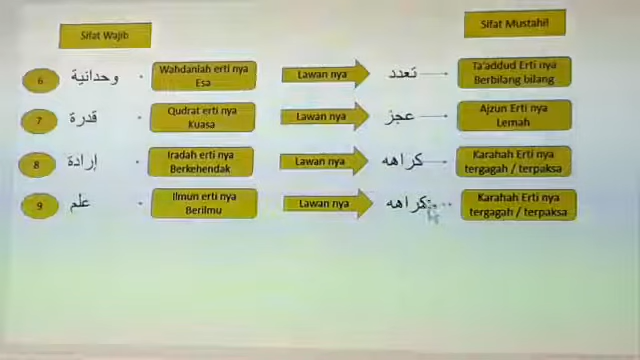 Sifat Wajib
Sifat Mustahil
6 وحدانية Wahdaniah erti nya
Esa
Lawan nya تعدد Ta'addud Erti nya
Berbilang bilang
7 قدرة Qudrat erti nya
Kuasa
Lawan nya عجز Ajzun Erti nya
Lemah
8 إرادة Iradah erti nya
Berkehendak
Lawan nya كراهه Karahah Erti nya
tergagah / terpaksa
9 علم Ilmun erti nya
Berilmu
Lawan nya كراهه Karahah Erti nya
tergagah / terpaksa